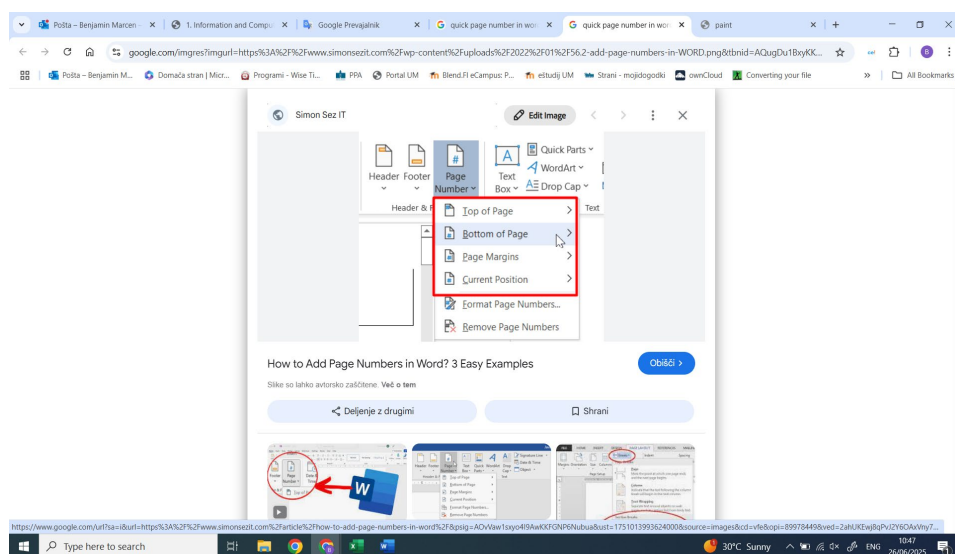 Pošta – Benjamin Marcen –
1. Information and Compu
Google Prevajalnik
quick page number in wor
quick page number in wor
paint
google.com/imgres?imgurl=https%3A%2F%2Fwww.simonsezit.com%2Fwp-content%2Fuploads%2F2022%2F01%2F56.2-add-page-numbers-in-WORD.png&tbnid=AQugDu1BxyKK...
Pošta – Benjamin M...
Domača stran | Micr...
Programi - Wise Ti...
PPA
Portal UM
Blend.FI eCampus: P...
eštudij UM
Strani - mojidogodki
ownCloud
Converting your file
»
All Bookmarks
Simon Sez IT
Edit Image
Header Footer Page Number
Text Box
Quick Parts
WordArt
Drop Cap
Header & F
Text
Top of Page
Bottom of Page
Page Margins
Current Position
Format Page Numbers...
Remove Page Numbers
How to Add Page Numbers in Word? 3 Easy Examples
Obišči >
Slike so lahko avtorsko zaščitene. Več o tem
Deljenje z drugimi
Shrani
https://www.google.com/url?sa=i&url=https%3A%2F%2Fwww.simonsezit.com%2Farticle%2Fhow-to-add-page-numbers-in-word%2F&psig=AOvVaw1sxyo4I9AwKKFGNP6Nubua&ust=1751013993624000&source=images&cd=vfe&opi=89978449&ved=2ahUKEwj8qPvJ2Y6OAxVny7...
Type here to search
30°C Sunny
ENG
10:47
26/06/2025